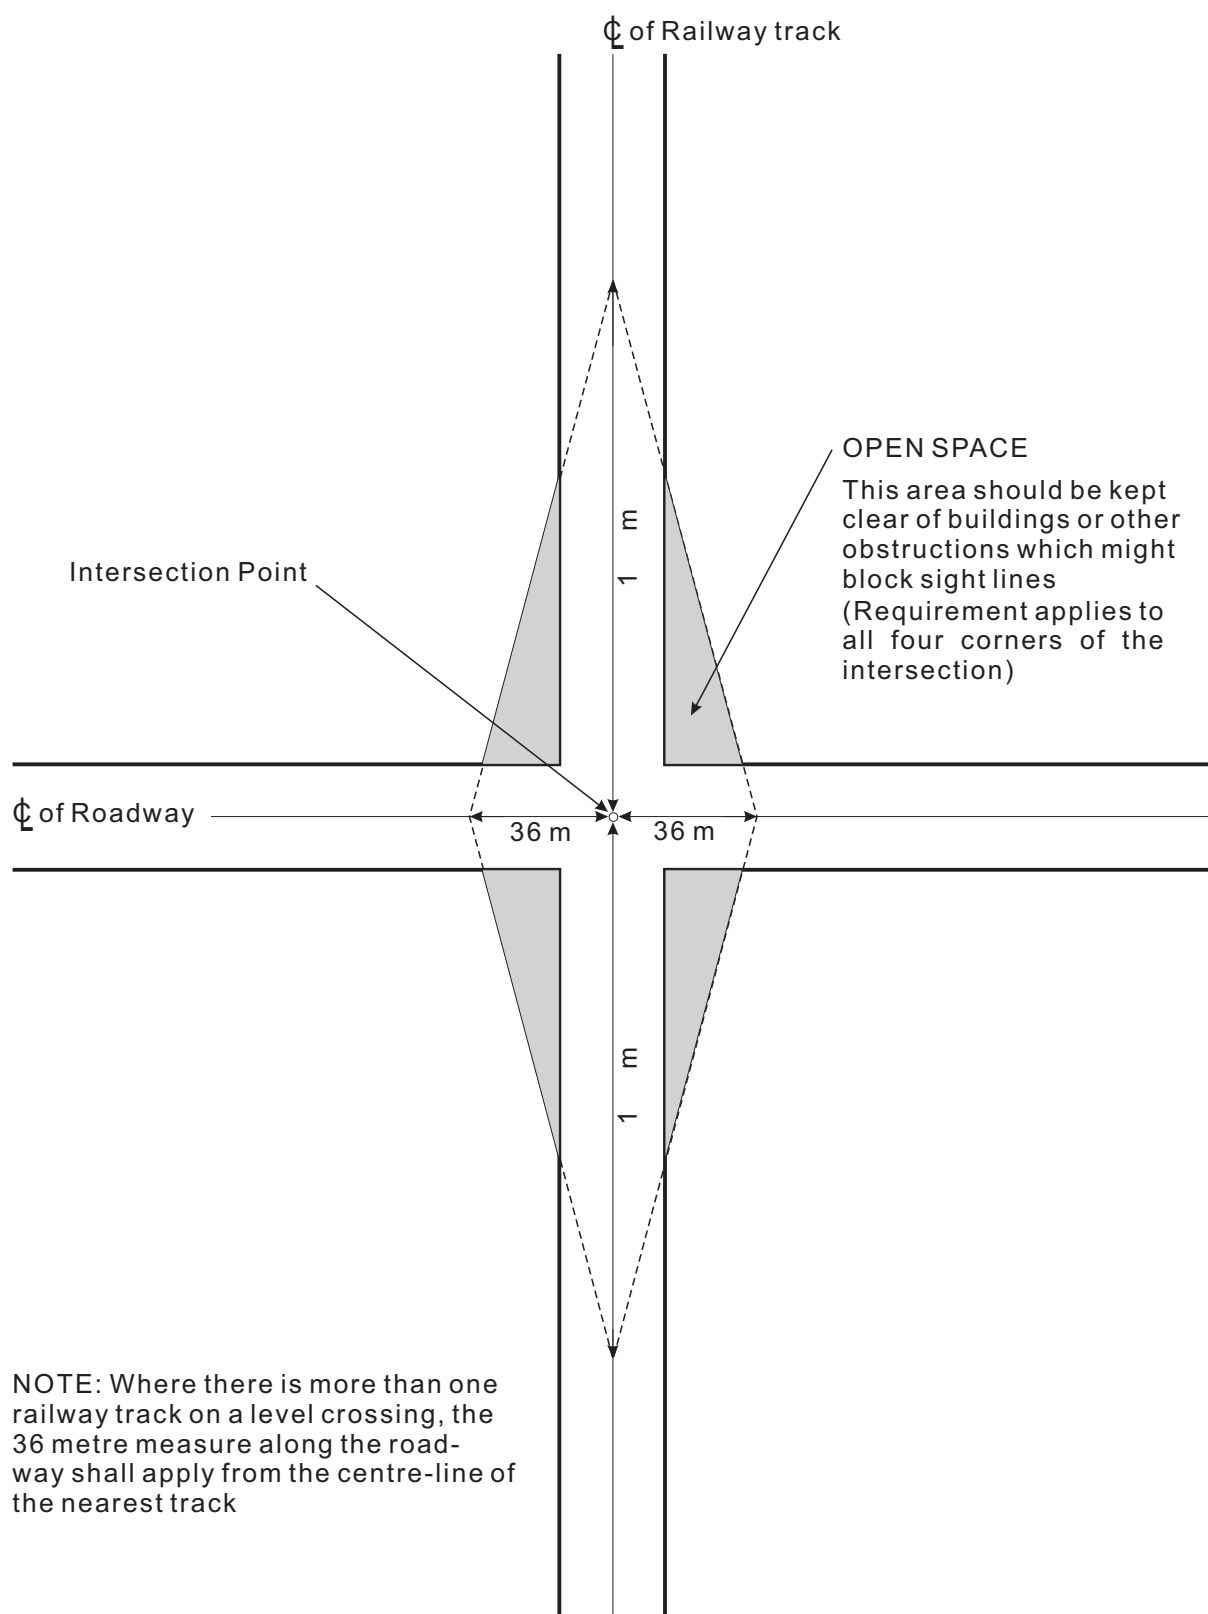 ℄ of Railway track
OPEN SPACE
This area should be kept
clear of buildings or other
obstructions which might
block sight lines
(Requirement applies to
all four corners of the
intersection)
1 m
Intersection Point
℄ of Roadway
36 m
36 m
1 m
NOTE: Where there is more than one
railway track on a level crossing, the
36 metre measure along the road-
way shall apply from the centre-line of
the nearest track